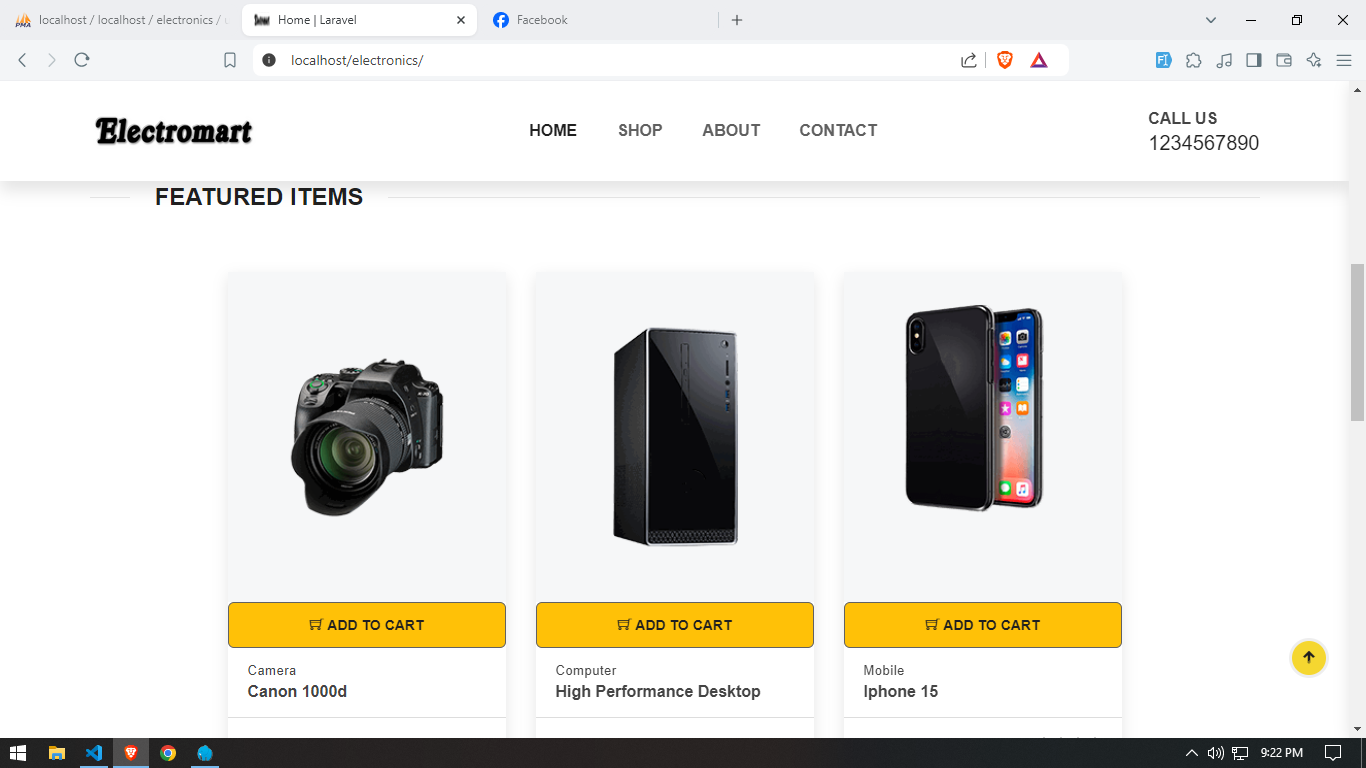 localhost / localhost / electronics /
Home | Laravel
Facebook
localhost/electronics/
Electromart
HOME
SHOP
ABOUT
CONTACT
CALL US
1234567890
FEATURED ITEMS
ADD TO CART
ADD TO CART
ADD TO CART
Camera
Canon 1000d
Computer
High Performance Desktop
Mobile
Iphone 15
9:22 PM